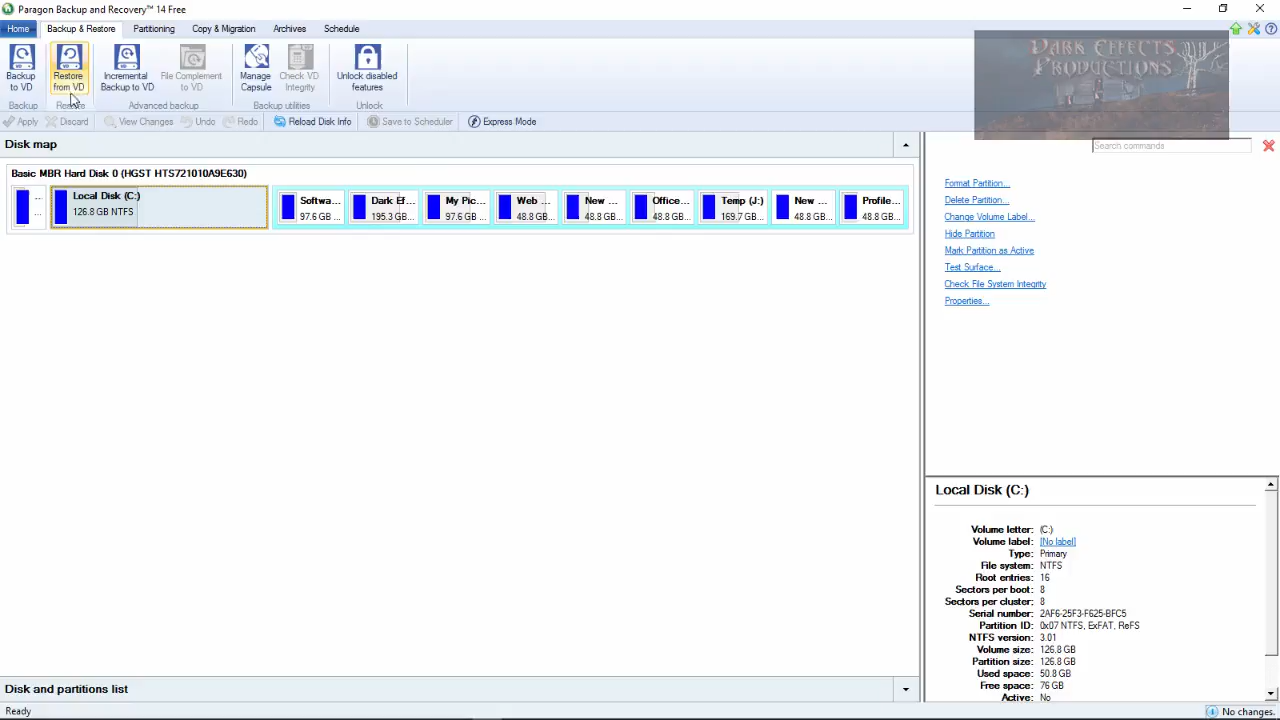 Paragon Backup and Recovery™ 14 Free
Home Backup & Restore Partitioning Copy & Migration Archives Schedule
DARK EFFECTS
PRODUCTIONS
Backup to VD
Restore from VD
Incremental Backup to VD
File Complement to VD
Manage Capsule
Check VD Integrity
Unlock disabled features
Backup Restore Advanced backup Backup utilities Unlock
Apply Discard View Changes Undo Redo Reload Disk Info Save to Scheduler Express Mode
Disk map
Search commands
Basic MBR Hard Disk 0 (HGST HTS721010A9E630)
... 
...
Local Disk (C:)
126.8 GB NTFS
Softwa...
97.6 GB ...
Dark Ef...
195.3 GB...
My Pic...
97.6 GB ...
Web
48.8 GB
New ...
48.8 GB...
Office...
48.8 GB...
Temp (J:)
169.7 GB...
New ...
48.8 GB...
Profile...
48.8 GB...
Format Partition...
Delete Partition...
Change Volume Label...
Hide Partition
Mark Partition as Active
Test Surface...
Check File System Integrity
Properties...
Local Disk (C:)
Volume letter: (C:)
Volume label: [No label]
Type: Primary
File system: NTFS
Root entries: 16
Sectors per boot: 8
Sectors per cluster: 8
Serial number: 2AF6-25F3-F625-BFC5
Partition ID: 0x07 NTFS, ExFAT, ReFS
NTFS version: 3.01
Volume size: 126.8 GB
Partition size: 126.8 GB
Used space: 50.8 GB
Free space: 76 GB
Active: No
Disk and partitions list
Ready
No changes.